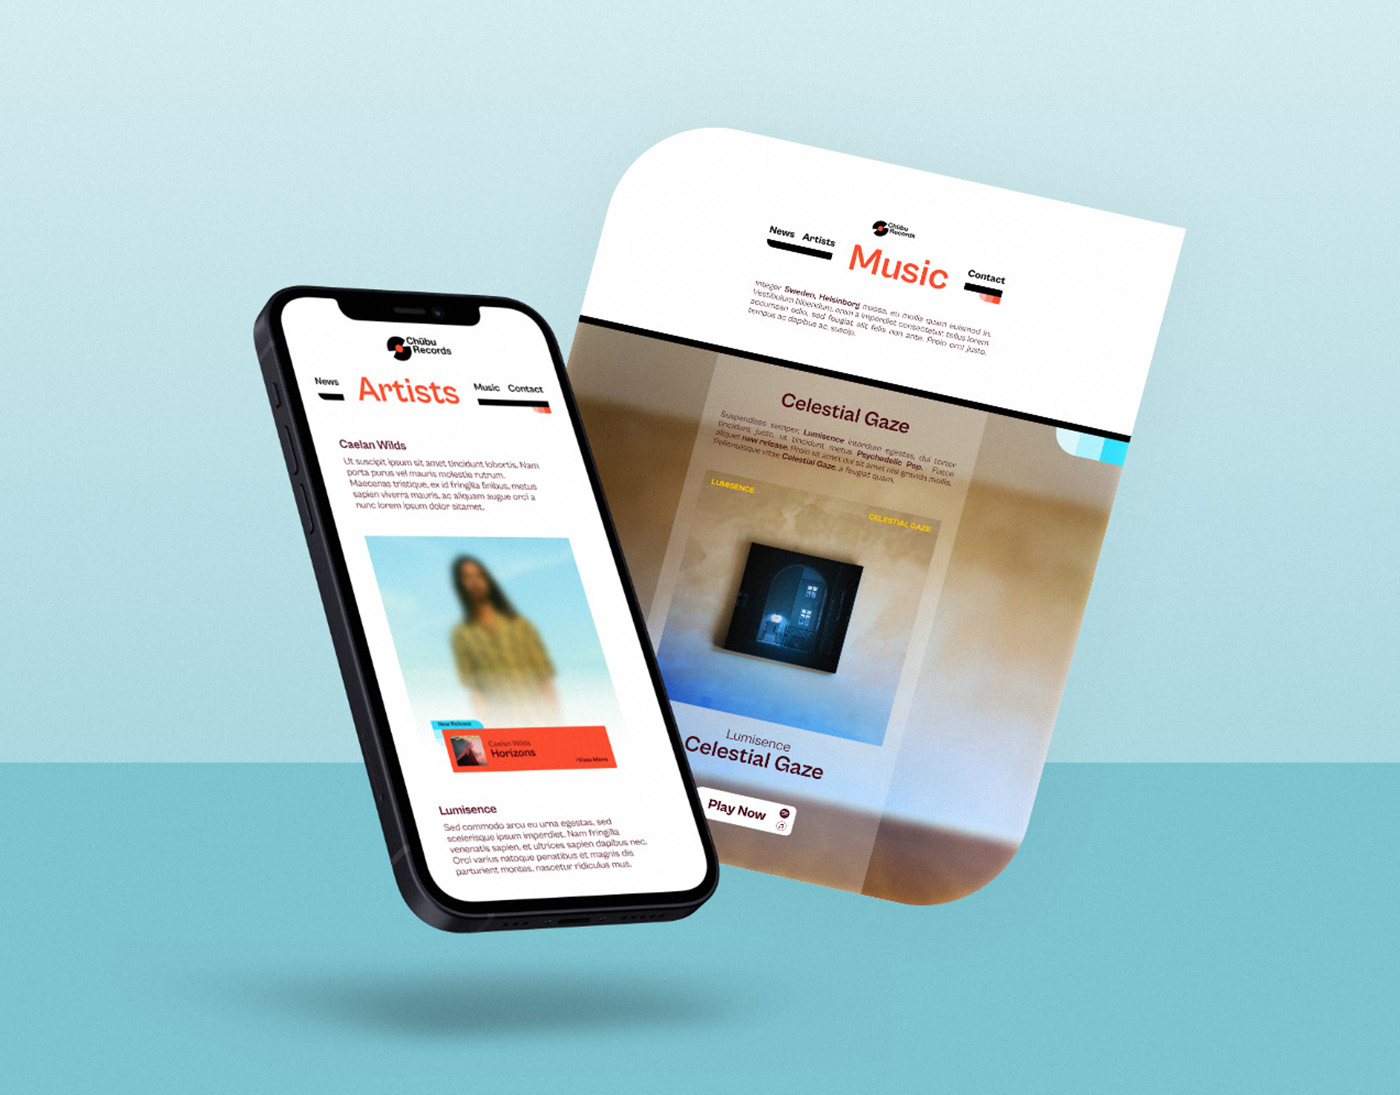 Chübu
Records
News
Artists
Music
Contact
Caelan Wilds
Ut suscipit ipsum sit amet tincidunt lobortis. Nam
porta purus vel mauris molestie rutrum.
Maecenas tristique, ex id fringilla finibus, metus
sapien viverra mauris, ac aliquam augue orci a
nunc lorem ipsum dolor sitamet.
New Release
Caelan Wilds
Horizons
+View More
Lumisence
Sed commodo arcu eu urna egestas, sed
scelerisque ipsum imperdiet. Nam fringilla
venenatis sapien, et ultrices sapien dapibus nec.
Orci varius natoque penatibus et magnis dis
parturient montes, nascetur ridiculus mus.
Chübu
Records
News
Artists
Music
Contact
Integer Sweden, Helsinborg massa, eu mollis quam euismod in.
Vestibulum bibendum enim a imperdiet consectetur, tellus lorem
accumsan odio, sed feugiat elit felis non ante. Proin orci justo,
tempus ac dapibus ac, suscip.
Celestial Gaze
Suspendisse semper, Lumisence interdum egestas, dui tortor
tincidunt justo, ut tincidunt metus Psychedelic Pop. Fusce
aliquet new release. Proin sit amet dui sit amet nisl gravida mollis.
Pellentesque vitae Celestial Gaze, a feugiat quam.
LUMISENCE
CELESTIAL GAZE
Lumisence
Celestial Gaze
Play Now